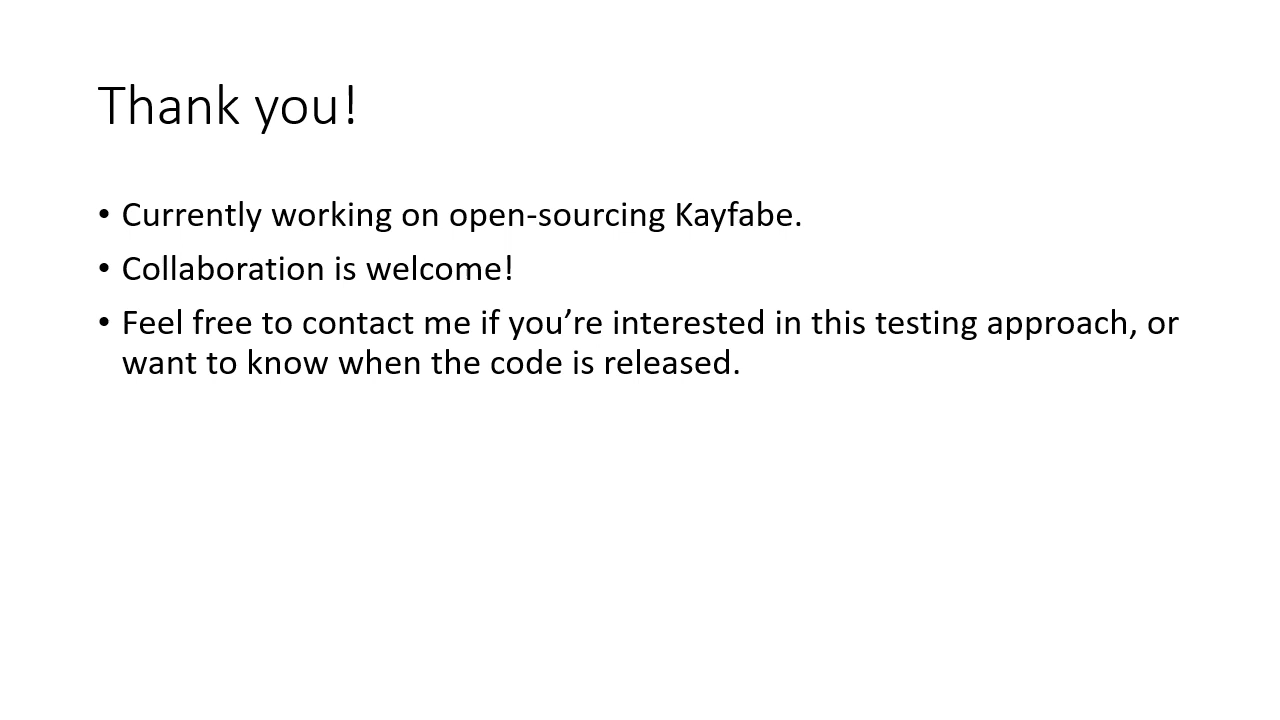 Thank you!
• Currently working on open-sourcing Kayfabe.
• Collaboration is welcome!
• Feel free to contact me if you’re interested in this testing approach, or
want to know when the code is released.